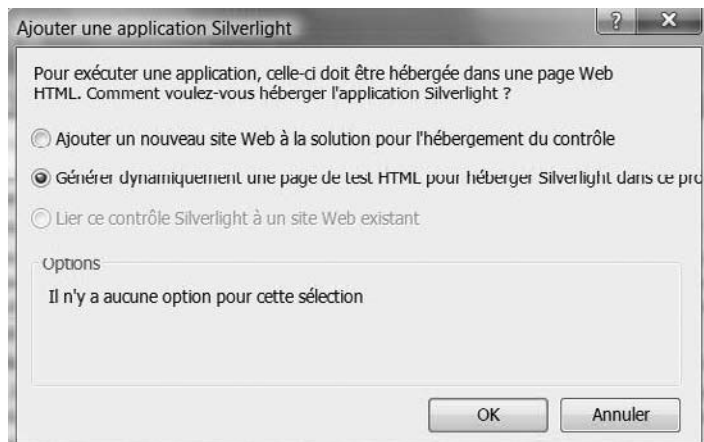 Ajouter une application Silverlight
Pour exécuter une application, celle-ci doit être hébergée dans une page Web
HTML. Comment voulez-vous héberger l'application Silverlight ?
Ajouter un nouveau site Web à la solution pour l'hébergement du contrôle
Générer dynamiquement une page de test HTML pour héberger Silverlight dans ce pro
Lier ce contrôle Silverlight à un site Web existant
Options
Il n'y a aucune option pour cette sélection
OK Annuler